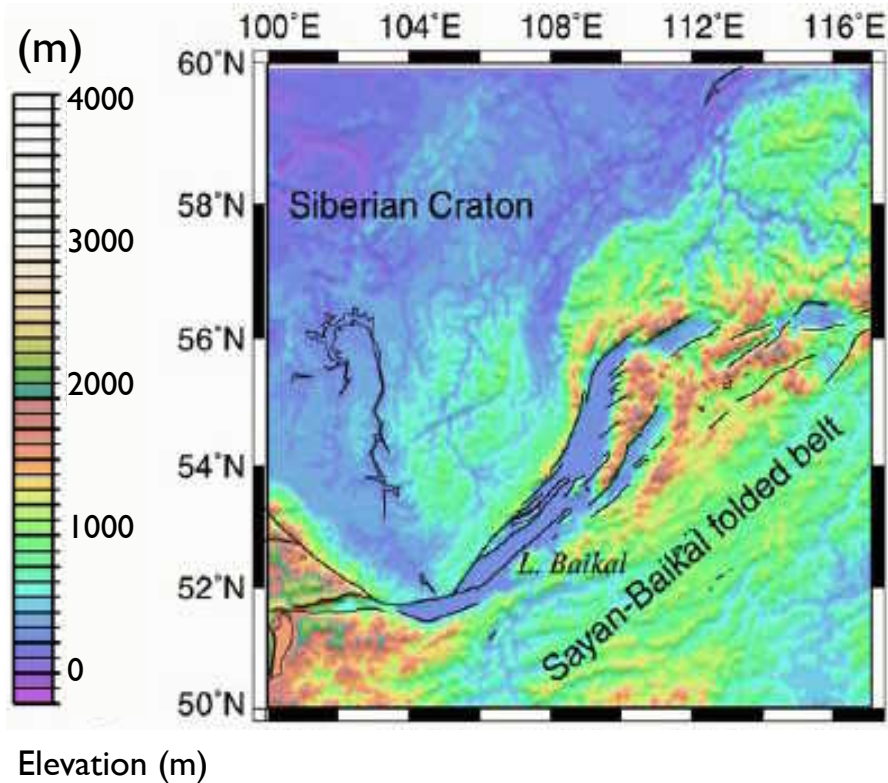 100˚E 104˚E 108˚E 112˚E 116˚E
(m)
60˚N
4000
58˚N
Siberian Craton
3000
56˚N
2000
54˚N
1000
52˚N
L. Baikal
Sayan-Baikal folded belt
0
50˚N
Elevation (m)